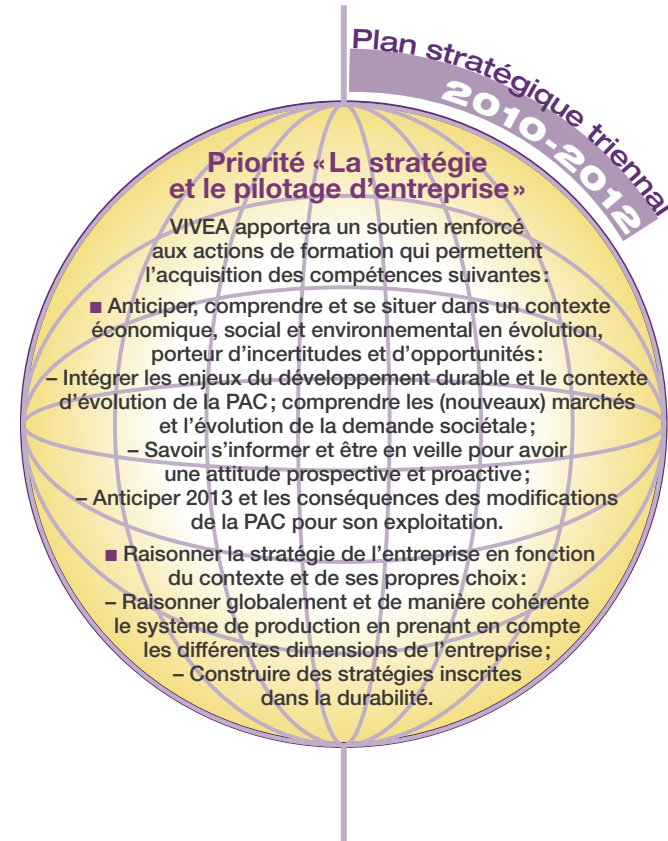 Plan stratégique triennal
2010-2012
Priorité «La stratégie
et le pilotage d'entreprise»
VIVEA apportera un soutien renforcé
aux actions de formation qui permettent
l'acquisition des compétences suivantes:
■ Anticiper, comprendre et se situer dans un contexte
économique, social et environnemental en évolution,
porteur d'incertitudes et d'opportunités:
– Intégrer les enjeux du développement durable et le contexte
d'évolution de la PAC; comprendre les (nouveaux) marchés
et l'évolution de la demande sociétale;
– Savoir s'informer et être en veille pour avoir
une attitude prospective et proactive;
– Anticiper 2013 et les conséquences des modifications
de la PAC pour son exploitation.
■ Raisonner la stratégie de l'entreprise en fonction
du contexte et de ses propres choix:
– Raisonner globalement et de manière cohérente
le système de production en prenant en compte
les différentes dimensions de l'entreprise;
– Construire des stratégies inscrites
dans la durabilité.